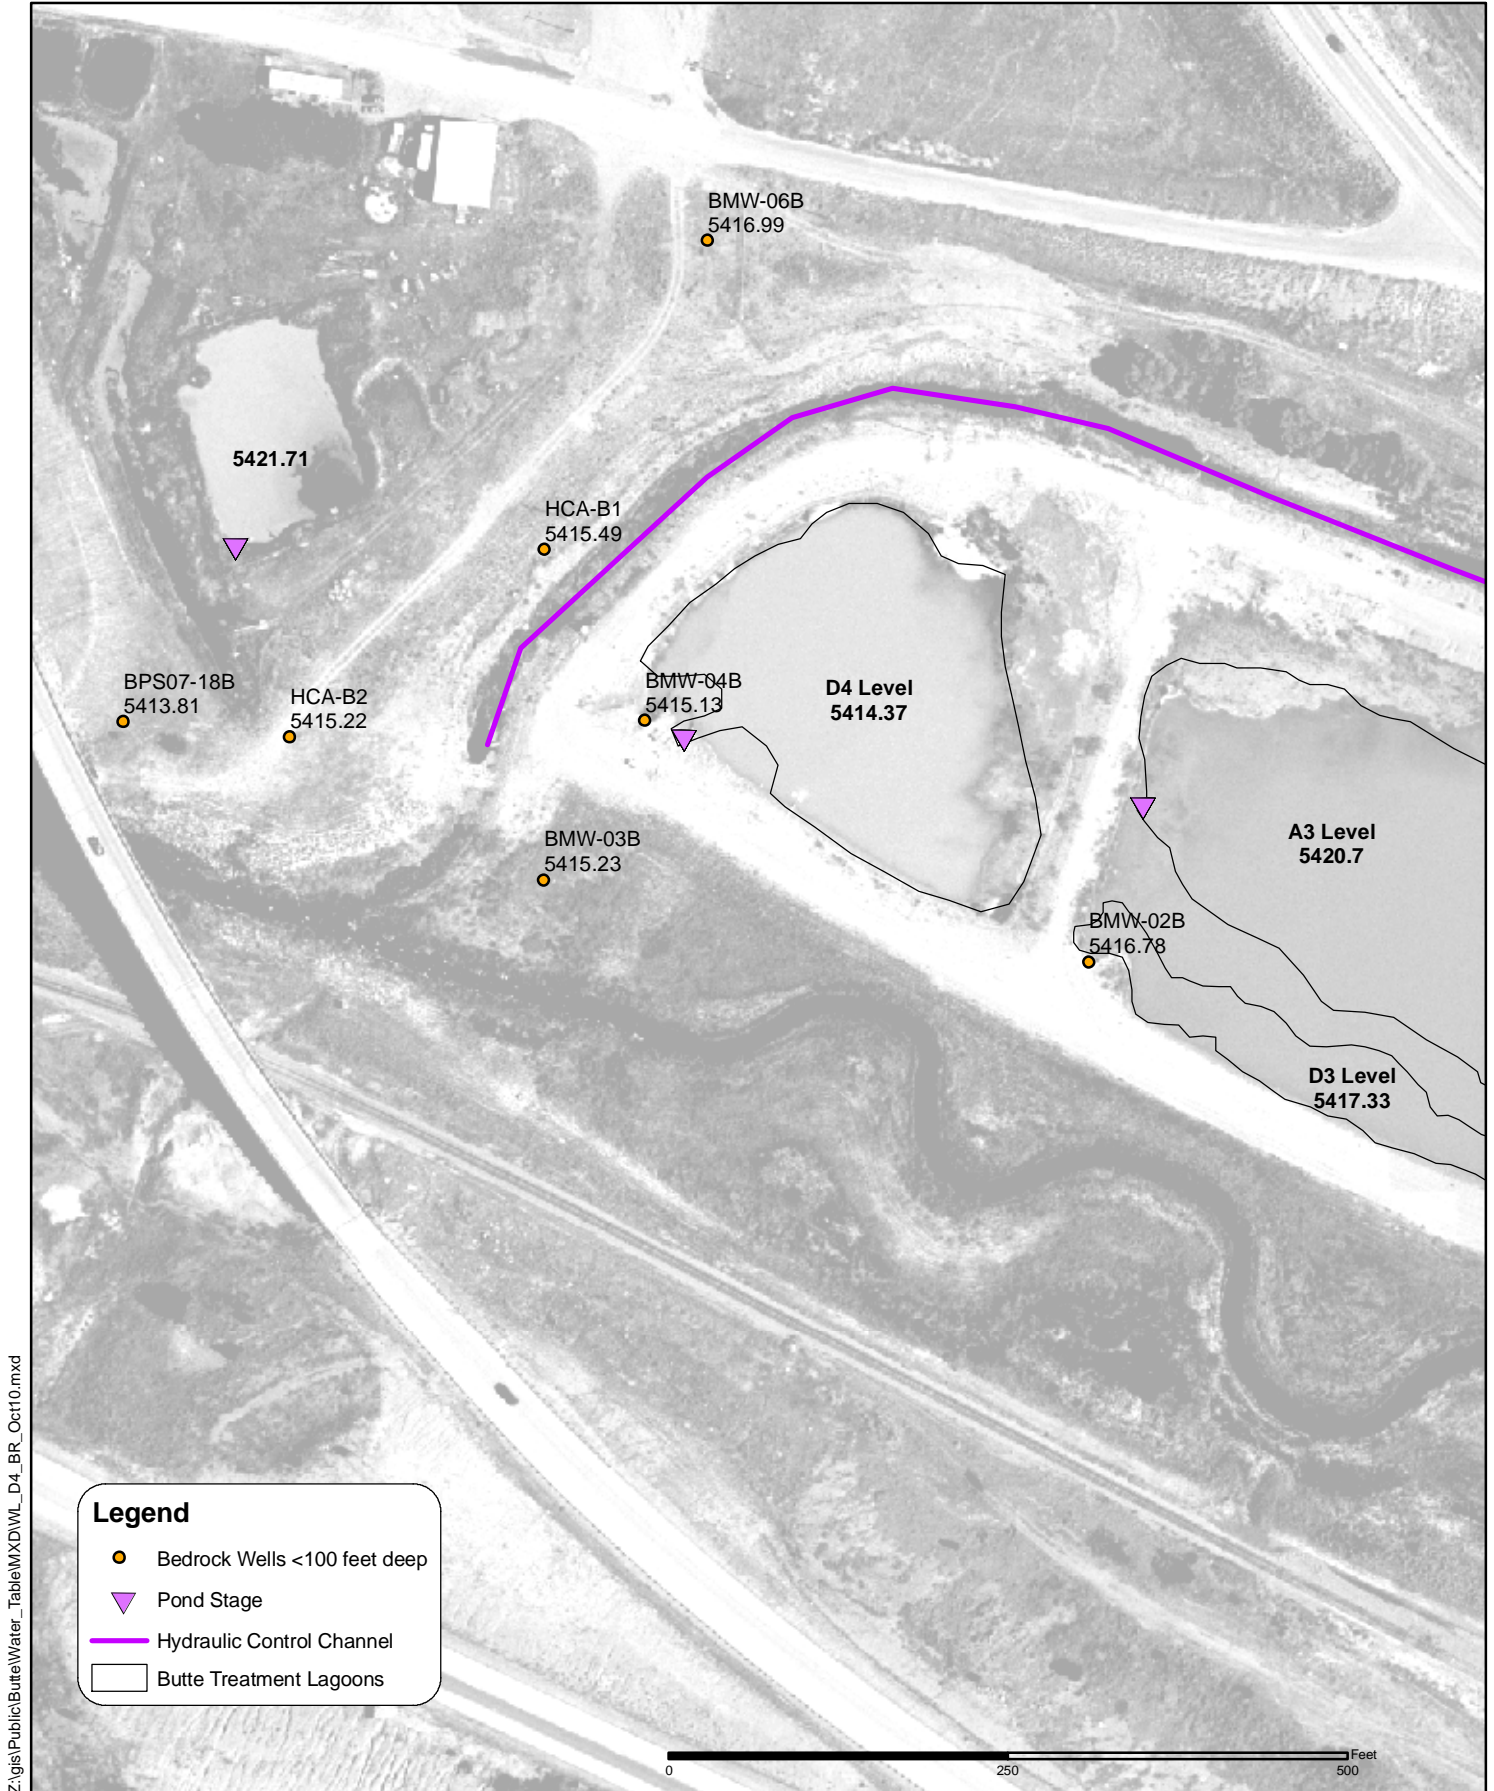 BMW-06B
5416.99
5421.71
HCA-B1
5415.49
BPS07-18B
5413.81
HCA-B2
5415.22
BMW-04B
5415.13
D4 Level
5414.37
A3 Level
5420.7
BMW-03B
5415.23
BMW-02B
5416.78
D3 Level
5417.33
Legend
Bedrock Wells <100 feet deep
Pond Stage
Hydraulic Control Channel
Butte Treatment Lagoons
Feet
0 250 500
Z:\gis\Public\Butte\Water_Table\MXD\WL_D4_BR_Oct10.mxd